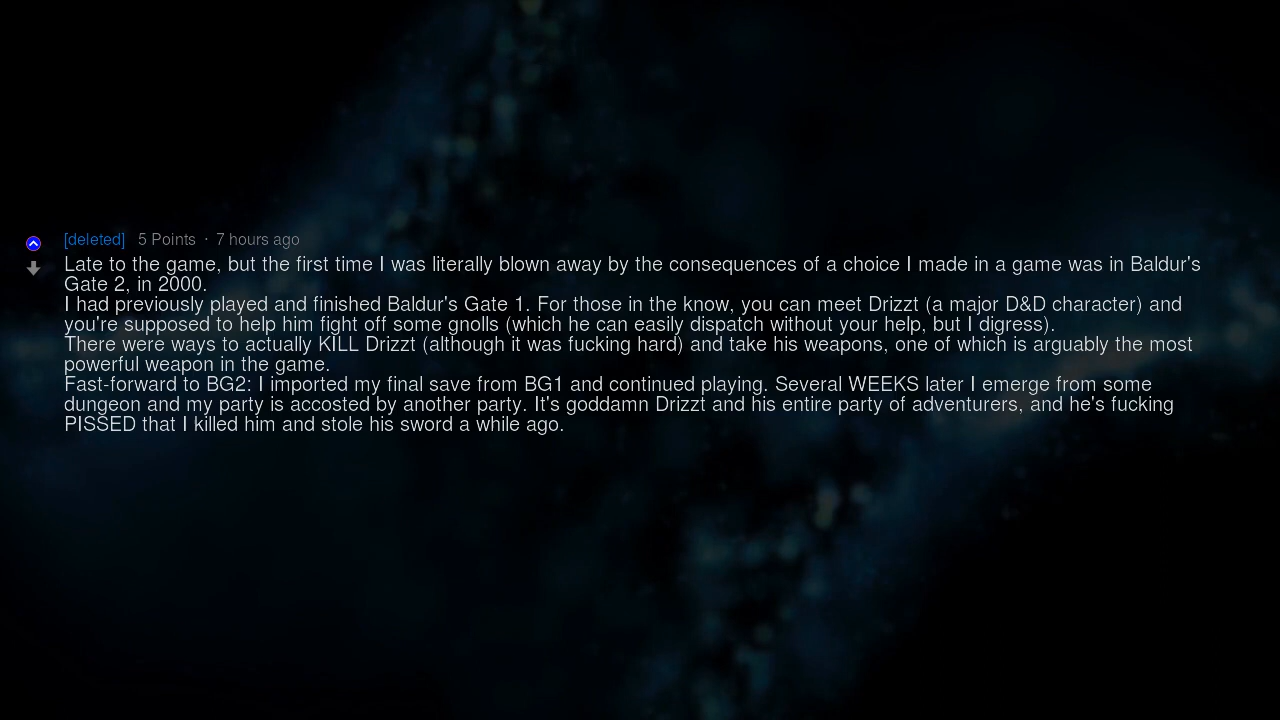 [deleted] 5 Points · 7 hours ago
Late to the game, but the first time I was literally blown away by the consequences of a choice I made in a game was in Baldur's
Gate 2, in 2000.
I had previously played and finished Baldur's Gate 1. For those in the know, you can meet Drizzt (a major D&D character) and
you're supposed to help him fight off some gnolls (which he can easily dispatch without your help, but I digress).
There were ways to actually KILL Drizzt (although it was fucking hard) and take his weapons, one of which is arguably the most
powerful weapon in the game.
Fast-forward to BG2: I imported my final save from BG1 and continued playing. Several WEEKS later I emerge from some
dungeon and my party is accosted by another party. It's goddamn Drizzt and his entire party of adventurers, and he's fucking
PISSED that I killed him and stole his sword a while ago.